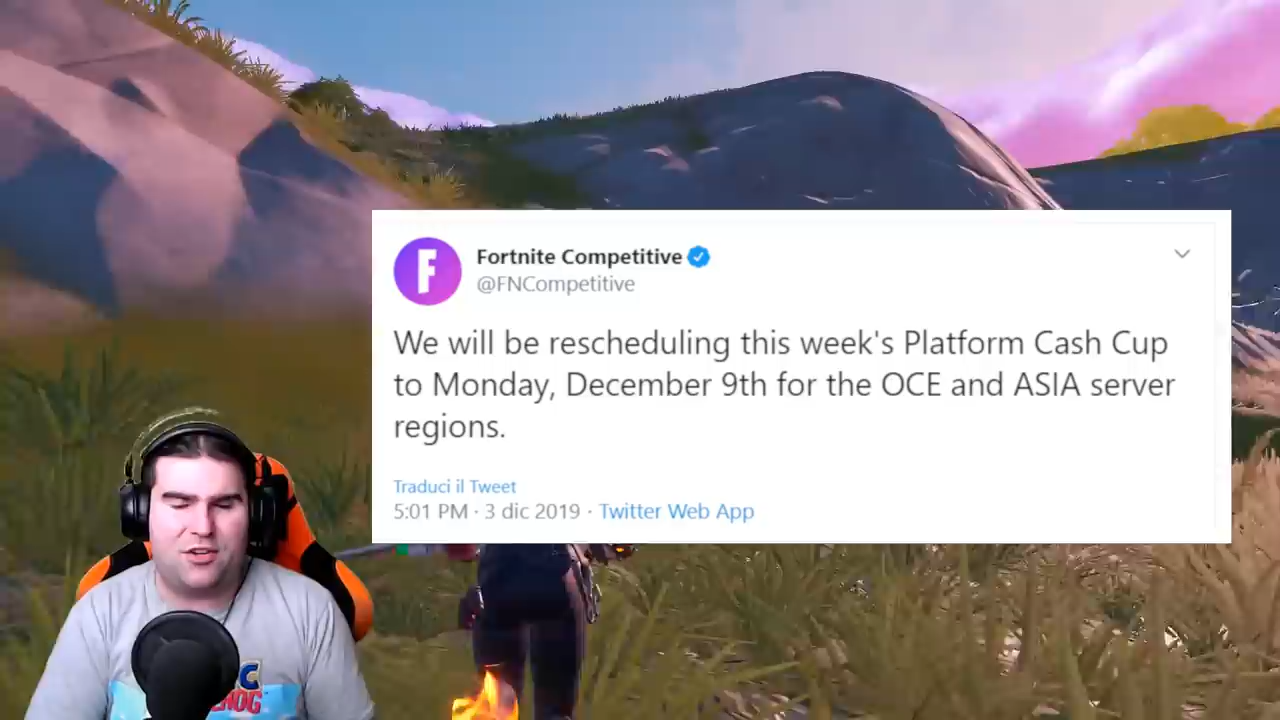 Fortnite Competitive
@FNCompetitive
We will be rescheduling this week's Platform Cash Cup
to Monday, December 9th for the OCE and ASIA server
regions.
Traduci il Tweet
5:01 PM · 3 dic 2019 · Twitter Web App